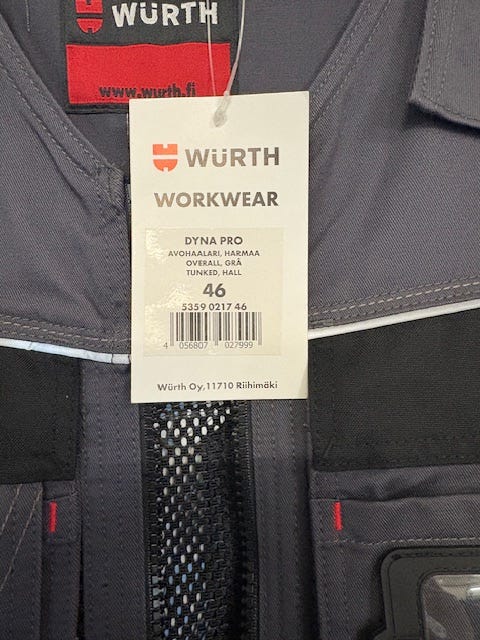 WÜRTH
www.wurth.fi
WÜRTH
WORKWEAR
DYNA PRO
AVOHAALARI, HARMAA
OVERALL, GRÅ
TUNKED, HALL
46
5359 0217 46
4 056807 027999
Würth Oy,11710 Riihimäki